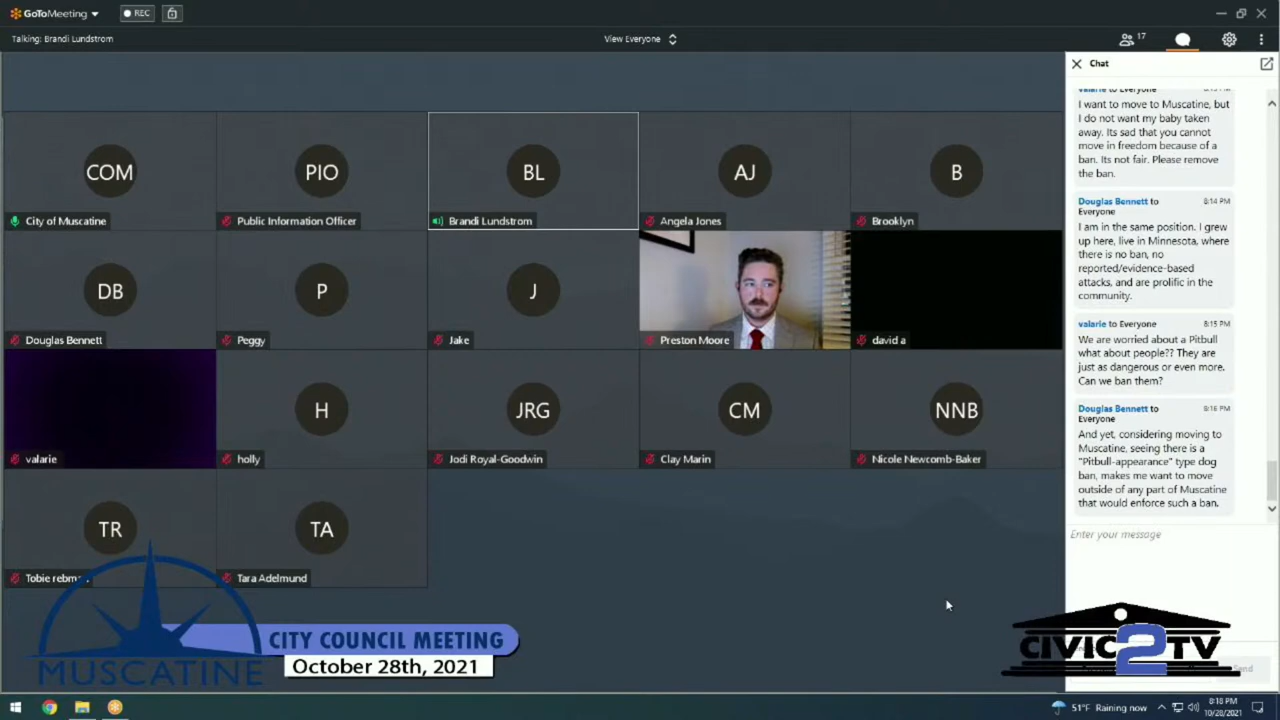 GoToMeeting
REC
Talking: Brandi Lundstrom
View Everyone
17
Chat
COM
City of Muscatine
PIO
Public Information Officer
BL
Brandi Lundstrom
AJ
Angela Jones
B
Brooklyn
DB
Douglas Bennett
P
Peggy
J
Jake
Preston Moore
david a
valarie
H
holly
JRG
Jodi Royal-Goodwin
CM
Clay Marin
NNB
Nicole Newcomb-Baker
TR
Tobie
TA
Tara Adelmund
valarie to Everyone
I want to move to Muscatine, but
I do not want my baby taken
away. Its sad that you cannot
move in freedom because of a
ban. Its not fair. Please remove
the ban.
Douglas Bennett to 8:14 PM
Everyone
I am in the same position. I grew
up here, live in Minnesota, where
there is no ban, no
reported/evidence-based
attacks, and are prolific in the
community.
valarie to Everyone 8:15 PM
We are worried about a Pitbull
what about people?? They are
just as dangerous or even more.
Can we ban them?
Douglas Bennett to 8:16 PM
Everyone
And yet, considering moving to
Muscatine, seeing there is a
"Pitbull-appearance" type dog
ban, makes me want to move
outside of any part of Muscatine
that would enforce such a ban.
Enter your message
Send
MUSCATINE
CITY COUNCIL MEETING
October 28th, 2021
CIVIC2TV
51°F Raining now
8:18 PM
10/28/2021